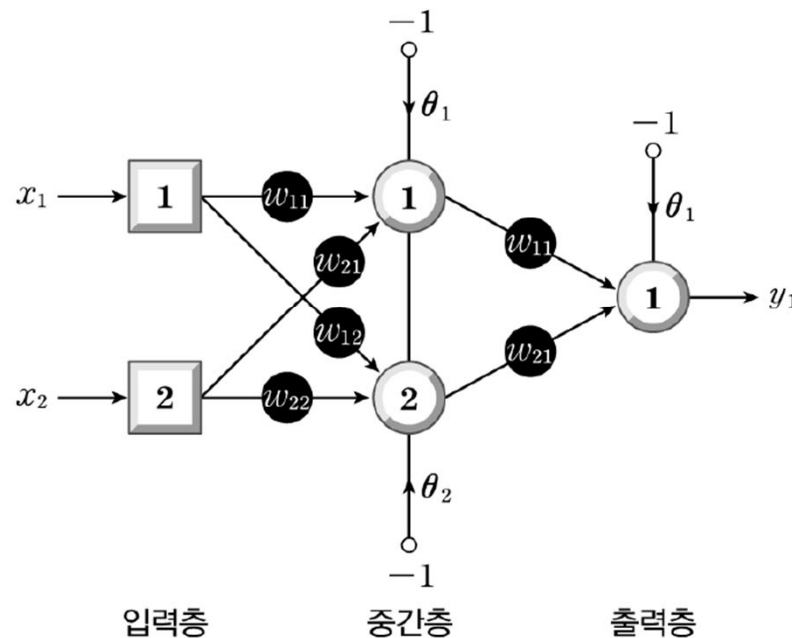 −1
θ₁
−1
x₁ 1 w₁₁ 1
θ₁
w₁₁
w₂₁
1 y₁
w₁₂
w₂₁
x₂ 2 w₂₂ 2
θ₂
−1
입력층 중간층 출력층